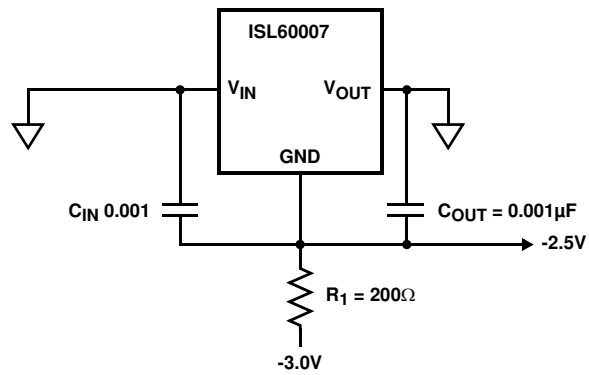 ISL60007
VIN
VOUT
GND
CIN 0.001
COUT = 0.001µF
-2.5V
R1 = 200Ω
-3.0V